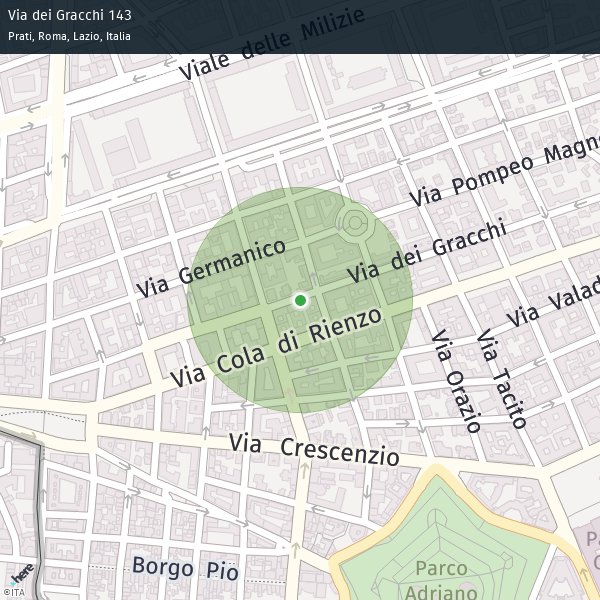 Via dei Gracchi 143
Prati, Roma, Lazio, Italia
Viale delle Milizie
Via Pompeo Magno
Via Germanico
Via dei Gracchi
Via Cola di Rienzo
Via Valad
Via Orazio
Via Tacito
Via Crescenzio
Borgo Pio
Parco
Adriano
P
C
here
©ITA